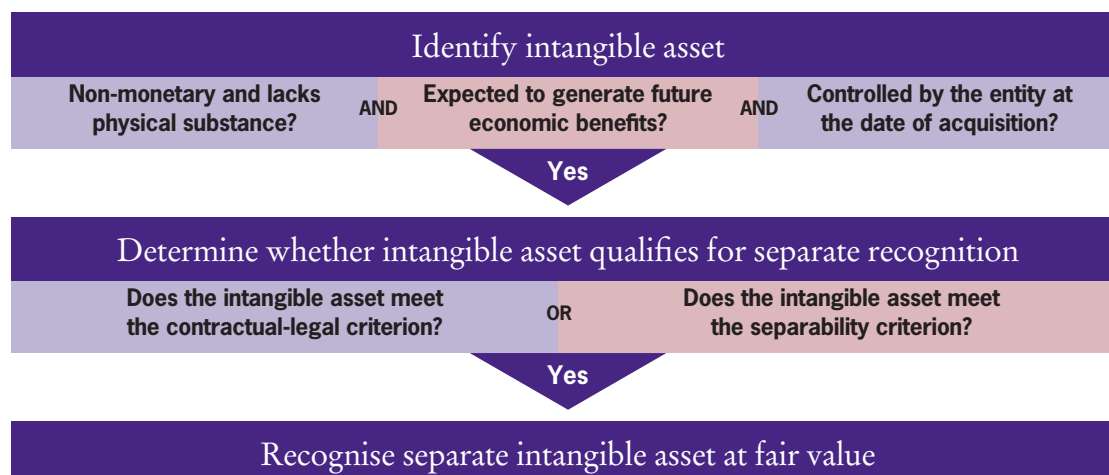 Identify intangible asset
Non-monetary and lacks
physical substance?
AND
Expected to generate future
economic benefits?
AND
Controlled by the entity at
the date of acquisition?
Yes
Determine whether intangible asset qualifies for separate recognition
Does the intangible asset meet
the contractual-legal criterion?
OR
Does the intangible asset meet
the separability criterion?
Yes
Recognise separate intangible asset at fair value